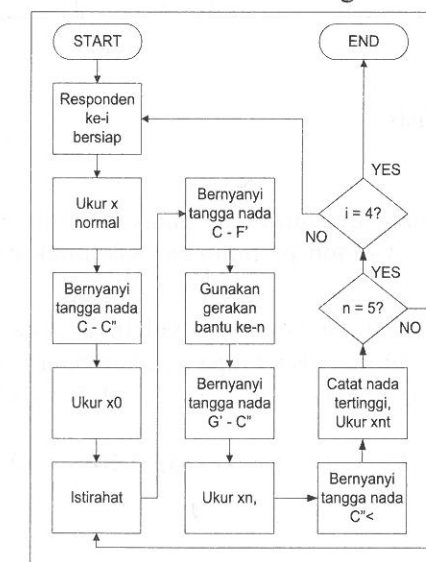 START
Responden
ke-i
bersiap
Ukur x
normal
Bernyanyi
tangga nada
C - C"
Ukur x0
Istirahat
Bernyanyi
tangga nada
C - F'
Gunakan
gerakan
bantu ke-n
Bernyanyi
tangga nada
G' - C"
Ukur xn,
Bernyanyi
tangga nada
C"<
Catat nada
tertinggi,
Ukur xnt
n = 5?
YES
NO
i = 4?
YES
NO
END